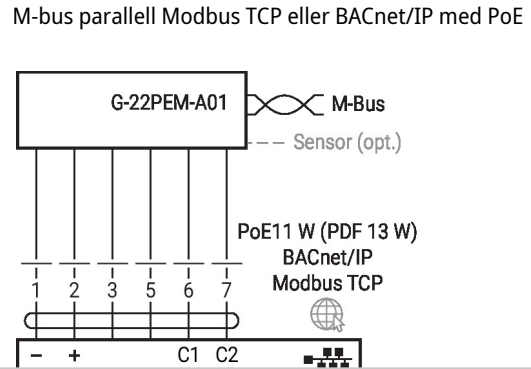 M-bus parallell Modbus TCP eller BACnet/IP med PoE
G-22PEM-A01
M-Bus
Sensor (opt.)
PoE11 W (PDF 13 W)
BACnet/IP
Modbus TCP
1 2 3 5 6 7
− + C1 C2